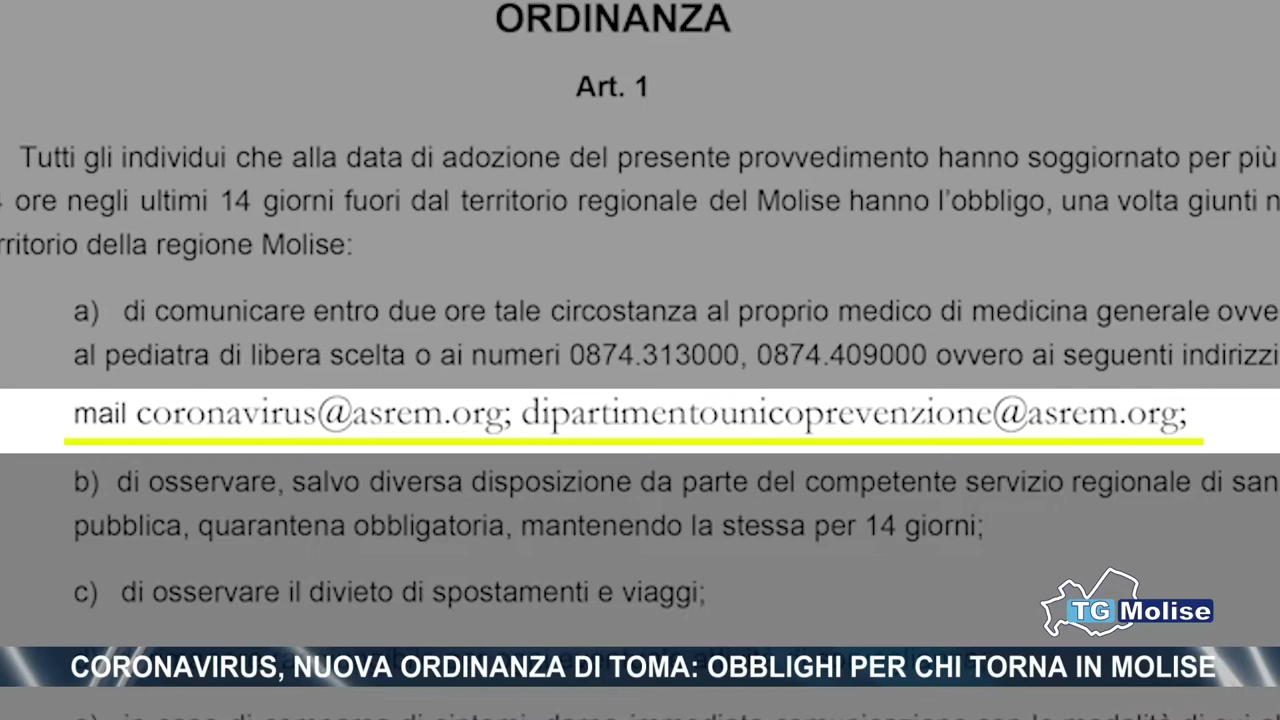 ORDINANZA
Art. 1
Tutti gli individui che alla data di adozione del presente provvedimento hanno soggiornato per più
ore negli ultimi 14 giorni fuori dal territorio regionale del Molise hanno l'obbligo, una volta giunti
della regione Molise:
a) di comunicare entro due ore tale circostanza al proprio medico di medicina generale
al pediatra di libera scelta o ai numeri 0874.313000, 0874.409000 ovvero ai seguenti indirizzi
mail coronavirus@asrem.org; dipartimentounicoprevenzione@asrem.org;
b) di osservare, salvo diversa disposizione da parte del competente servizio regionale di
pubblica, quarantena obbligatoria, mantenendo la stessa per 14 giorni;
c) di osservare il divieto di spostamenti e viaggi;
TG Molise
CORONAVIRUS, NUOVA ORDINANZA DI TOMA: OBBLIGHI PER CHI TORNA IN MOLISE